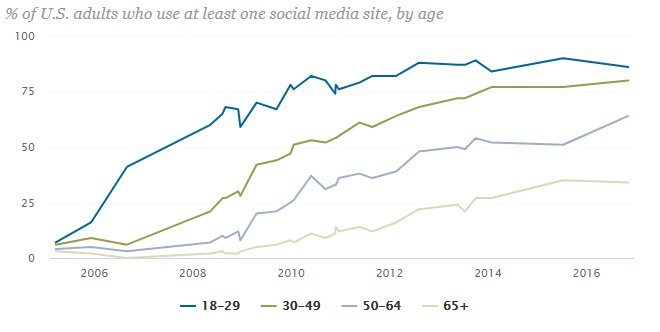 % of U.S. adults who use at least one social media site, by age
100
75
50
25
0
2006 2008 2010 2012 2014 2016
18–29 30–49 50–64 65+